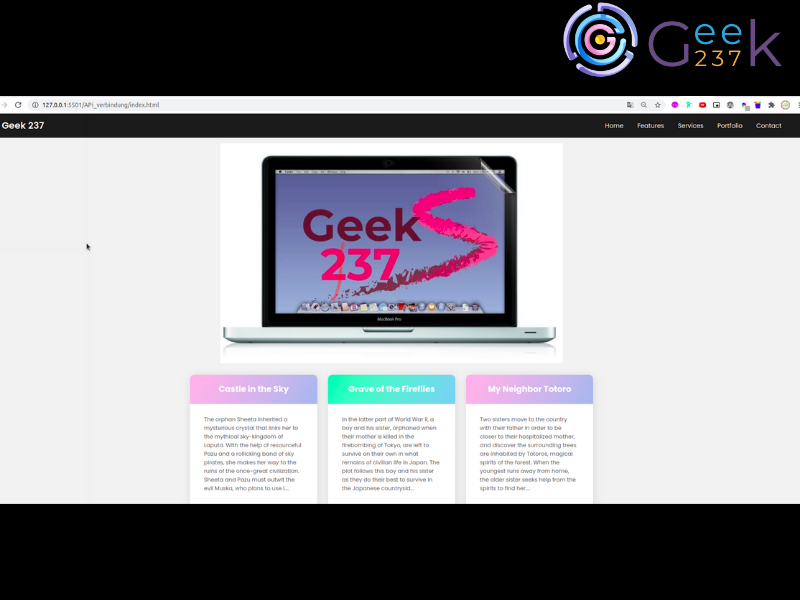 Geek
237
127.0.0.1:5501/API_verbindung/index.html
Geek 237
Home Features Services Portfolio Contact
Geek S
237
MacBook Pro
Castle in the Sky
The orphan Sheeta inherited a
mysterious crystal that links her to
the mythical sky-kingdom of
Laputa. With the help of resourceful
Pazu and a rollicking band of sky
pirates, she makes her way to the
ruins of the once-great civilization.
Sheeta and Pazu must outwit the
evil Muska, who plans to use l...
Grave of the Fireflies
In the latter part of World War II, a
boy and his sister, orphaned when
their mother is killed in the
firebombing of Tokyo, are left to
survive on their own in what
remains of civilian life in Japan. The
plot follows this boy and his sister
as they do their best to survive in
the Japanese countrysid...
My Neighbor Totoro
Two sisters move to the country
with their father in order to be
closer to their hospitalized mother,
and discover the surrounding trees
are inhabited by Totoros, magical
spirits of the forest. When the
youngest runs away from home,
the older sister seeks help from the
spirits to find her...